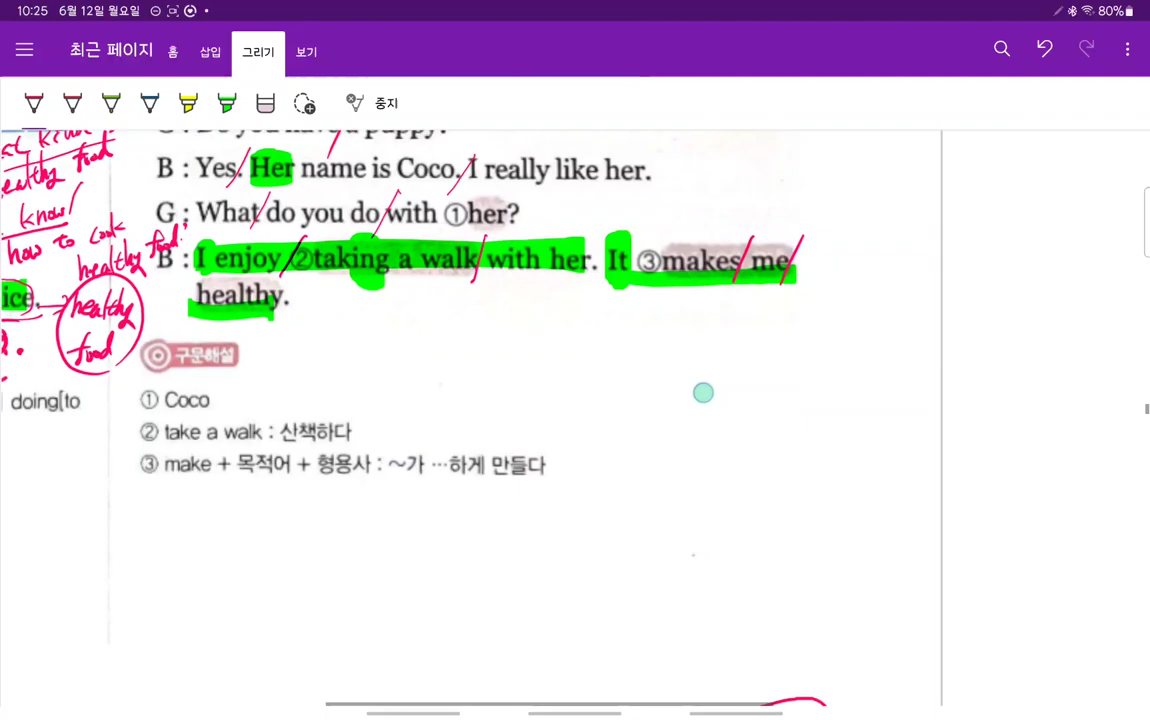 10:25 6월 12일 월요일 80%
최근 페이지 홈 삽입 그리기 보기
중지
a puppy?
B : Yes. Her name is Coco. I really like her.
G : What do you do with ①her?
B : I enjoy ②taking a walk with her. It ③makes me
healthy.
food
know
how to cook
healthy food
ice.
healthy
food
구문해설
doing[to
① Coco
② take a walk : 산책하다
③ make + 목적어 + 형용사 : ~가 …하게 만들다